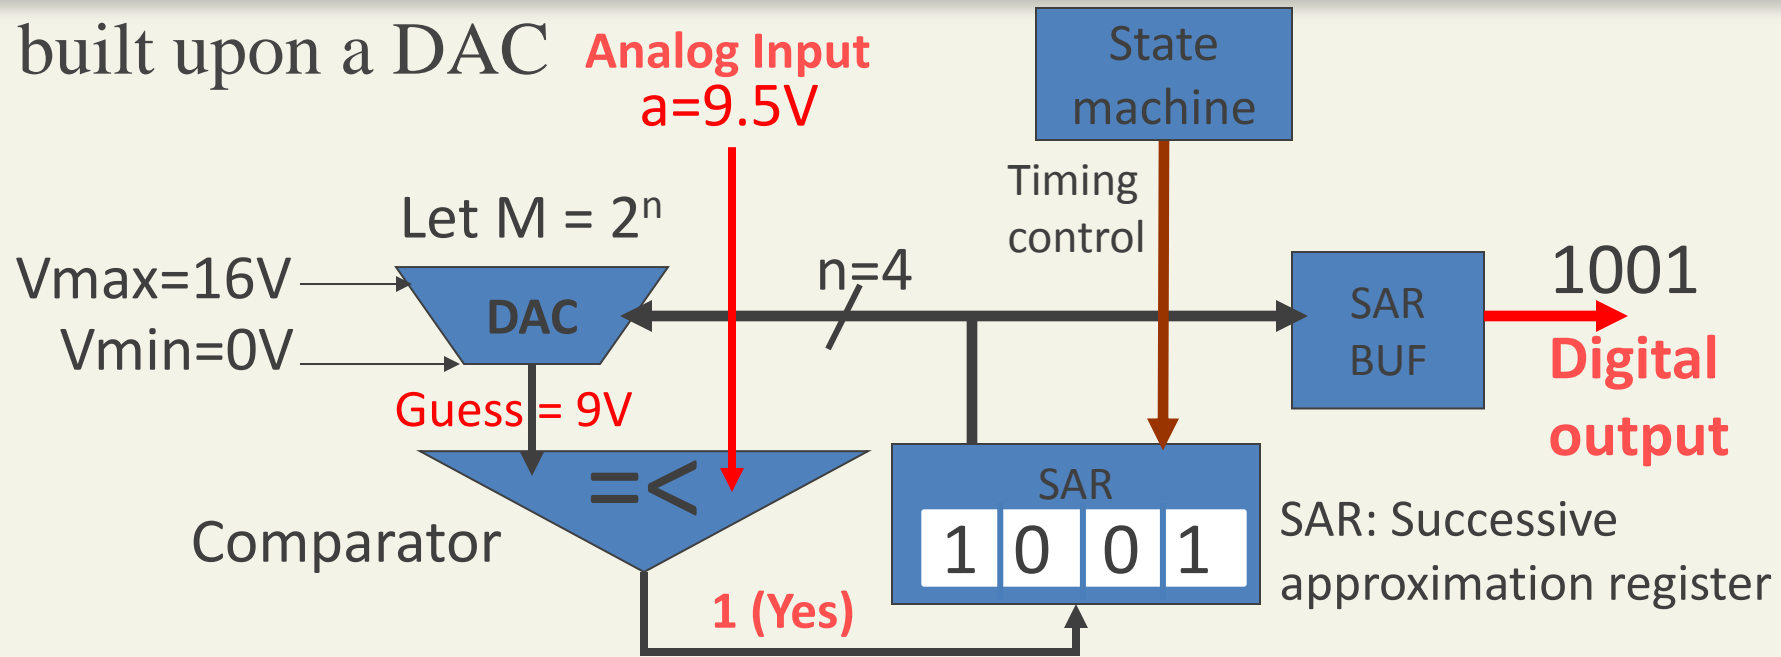 built upon a DAC
Analog Input
a=9.5V
State
machine
Timing
control
Let M = 2ⁿ
Vmax=16V
Vmin=0V
DAC
n=4
SAR
BUF
1001
Digital
output
Guess = 9V
=<
Comparator
SAR
1 0 0 1
SAR: Successive
approximation register
1 (Yes)